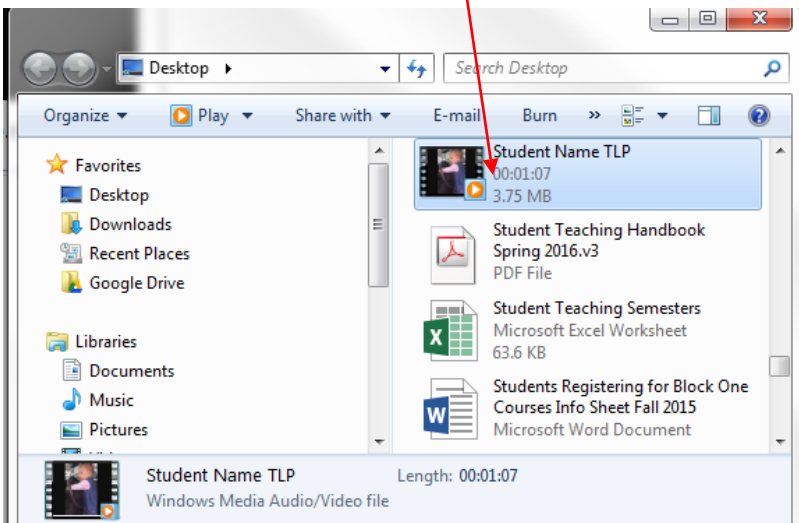 Desktop
Search Desktop
Organize Play Share with E-mail Burn »
Favorites
Desktop
Downloads
Recent Places
Google Drive
Libraries
Documents
Music
Pictures
Student Name TLP
00:01:07
3.75 MB
Student Teaching Handbook
Spring 2016.v3
PDF File
Student Teaching Semesters
Microsoft Excel Worksheet
63.6 KB
Students Registering for Block One
Courses Info Sheet Fall 2015
Microsoft Word Document
Student Name TLP Length: 00:01:07
Windows Media Audio/Video file